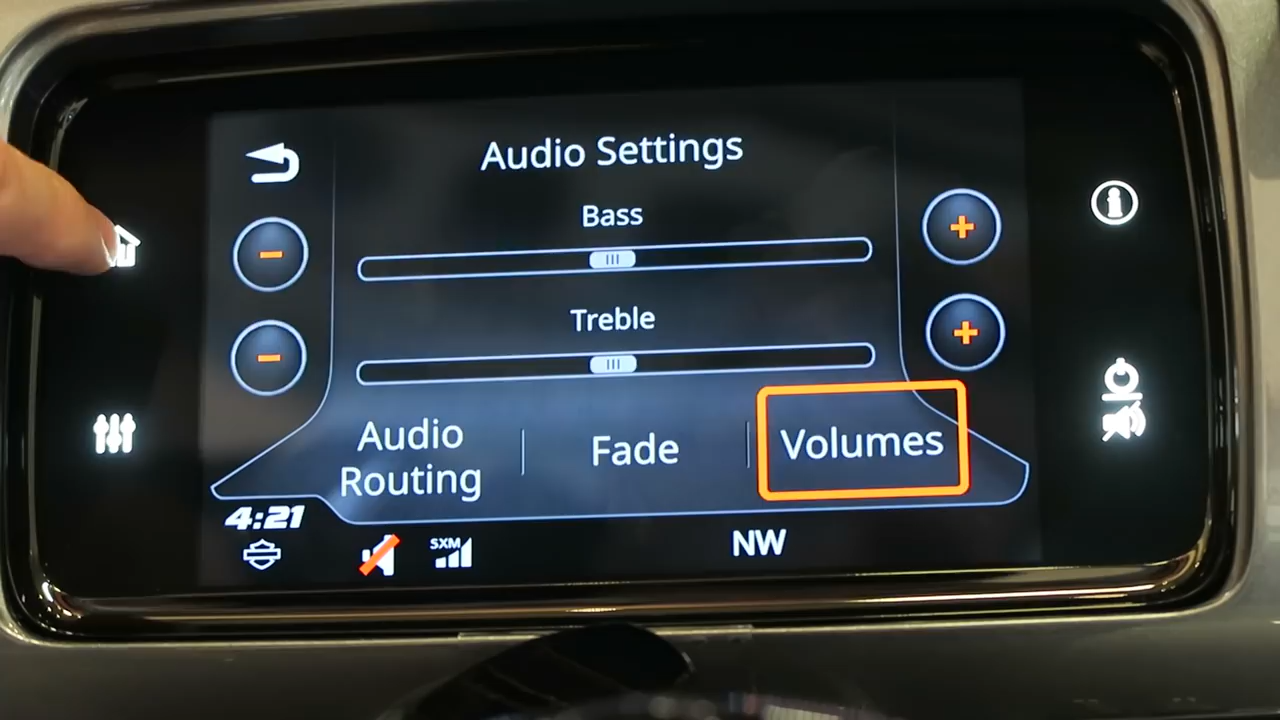 Audio Settings
Bass
Treble
Audio
Routing
Fade
Volumes
4:21
SXM
NW